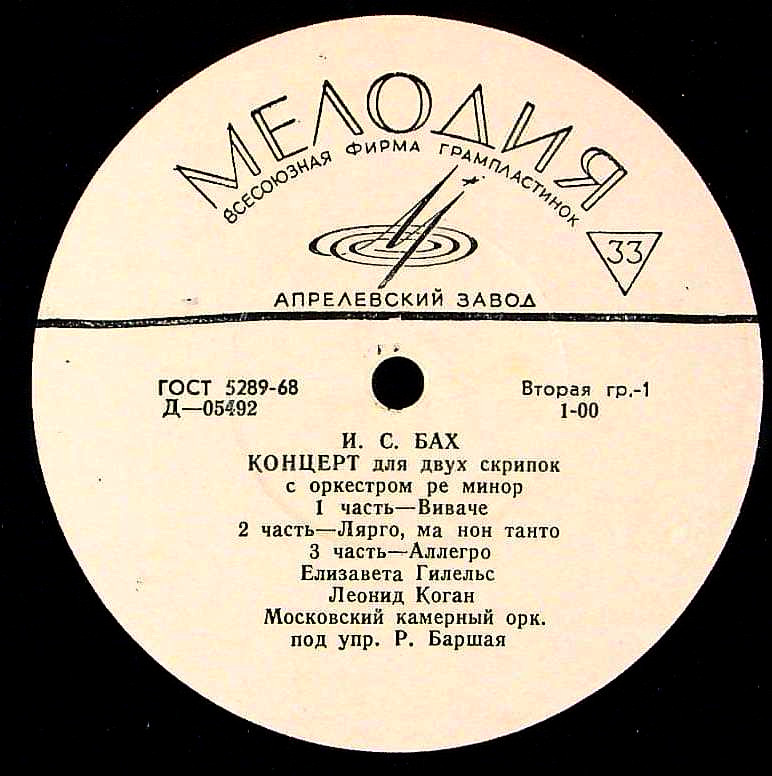 МЕЛОДИЯ
ВСЕСОЮЗНАЯ ФИРМА ГРАМПЛАСТИНОК
33
АПРЕЛЕВСКИЙ ЗАВОД
ГОСТ 5289-68
Д—05492
Вторая гр.-1
1-00
И. С. БАХ
КОНЦЕРТ для двух скрипок
с оркестром ре минор
1 часть—Виваче
2 часть—Лярго, ма нон танто
3 часть—Аллегро
Елизавета Гилельс
Леонид Коган
Московский камерный орк.
под упр. Р. Баршая